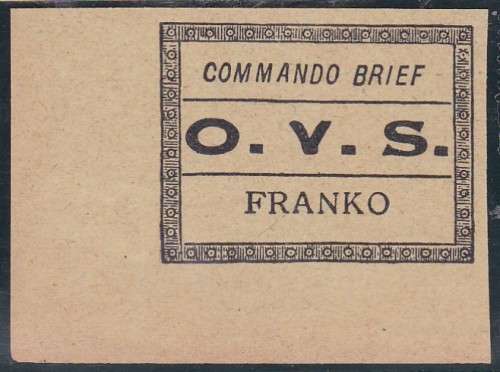 COMMANDO BRIEF
O. V. S.
FRANKO